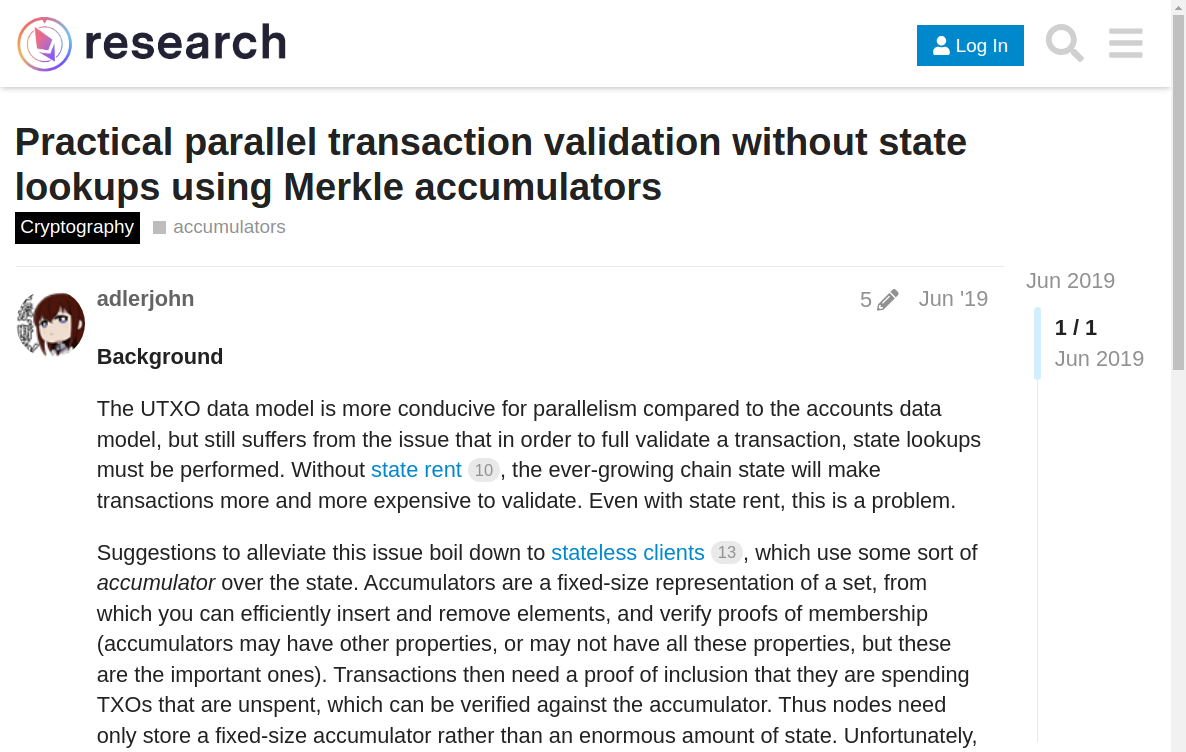 research
Log In
Practical parallel transaction validation without state
lookups using Merkle accumulators
Cryptography accumulators
adlerjohn
5 Jun '19
Jun 2019
1 / 1
Jun 2019
Background
The UTXO data model is more conducive for parallelism compared to the accounts data
model, but still suffers from the issue that in order to full validate a transaction, state lookups
must be performed. Without state rent 10, the ever-growing chain state will make
transactions more and more expensive to validate. Even with state rent, this is a problem.
Suggestions to alleviate this issue boil down to stateless clients 13, which use some sort of
accumulator over the state. Accumulators are a fixed-size representation of a set, from
which you can efficiently insert and remove elements, and verify proofs of membership
(accumulators may have other properties, or may not have all these properties, but these
are the important ones). Transactions then need a proof of inclusion that they are spending
TXOs that are unspent, which can be verified against the accumulator. Thus nodes need
only store a fixed-size accumulator rather than an enormous amount of state. Unfortunately,